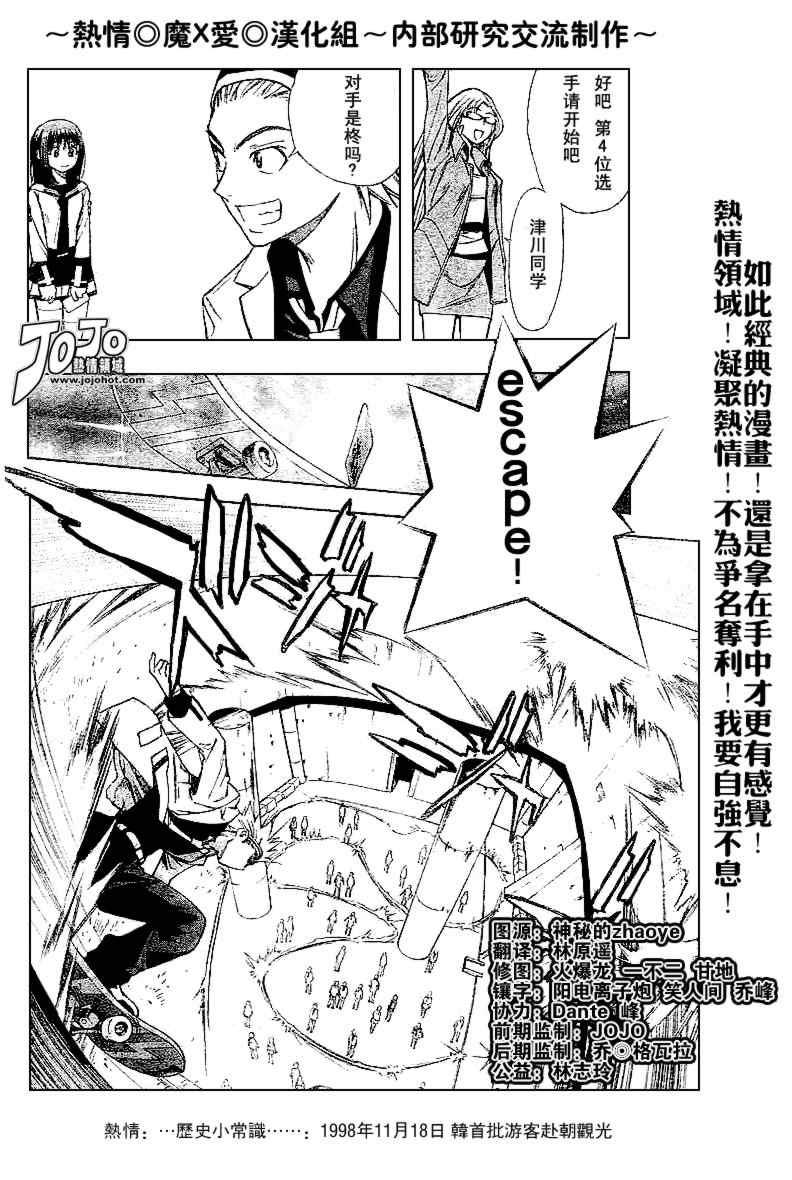 ～熱情◎魔X愛◎漢化組～内部研究交流制作～
好吧 第4位选
手请开始吧
津川同学
对手是柊吗?
JOJO
熱情領域
www.jojohot.com
escape!
如此經典的漫畫！還是拿在手中才更有感覺！
熱情領域！凝聚熱情！不為爭名奪利！我要自強不息！
图源：神秘的zhaoye
翻译：林原遥
修图：火爆龙 一不二 甘地
镶字：阳电离子炮 笑人间 乔峰
协力：Dante 峰
前期监制：JOJO
后期监制：乔◎格瓦拉
公益：林志玲
熱情：…歷史小常識……：1998年11月18日 韓首批游客赴朝觀光